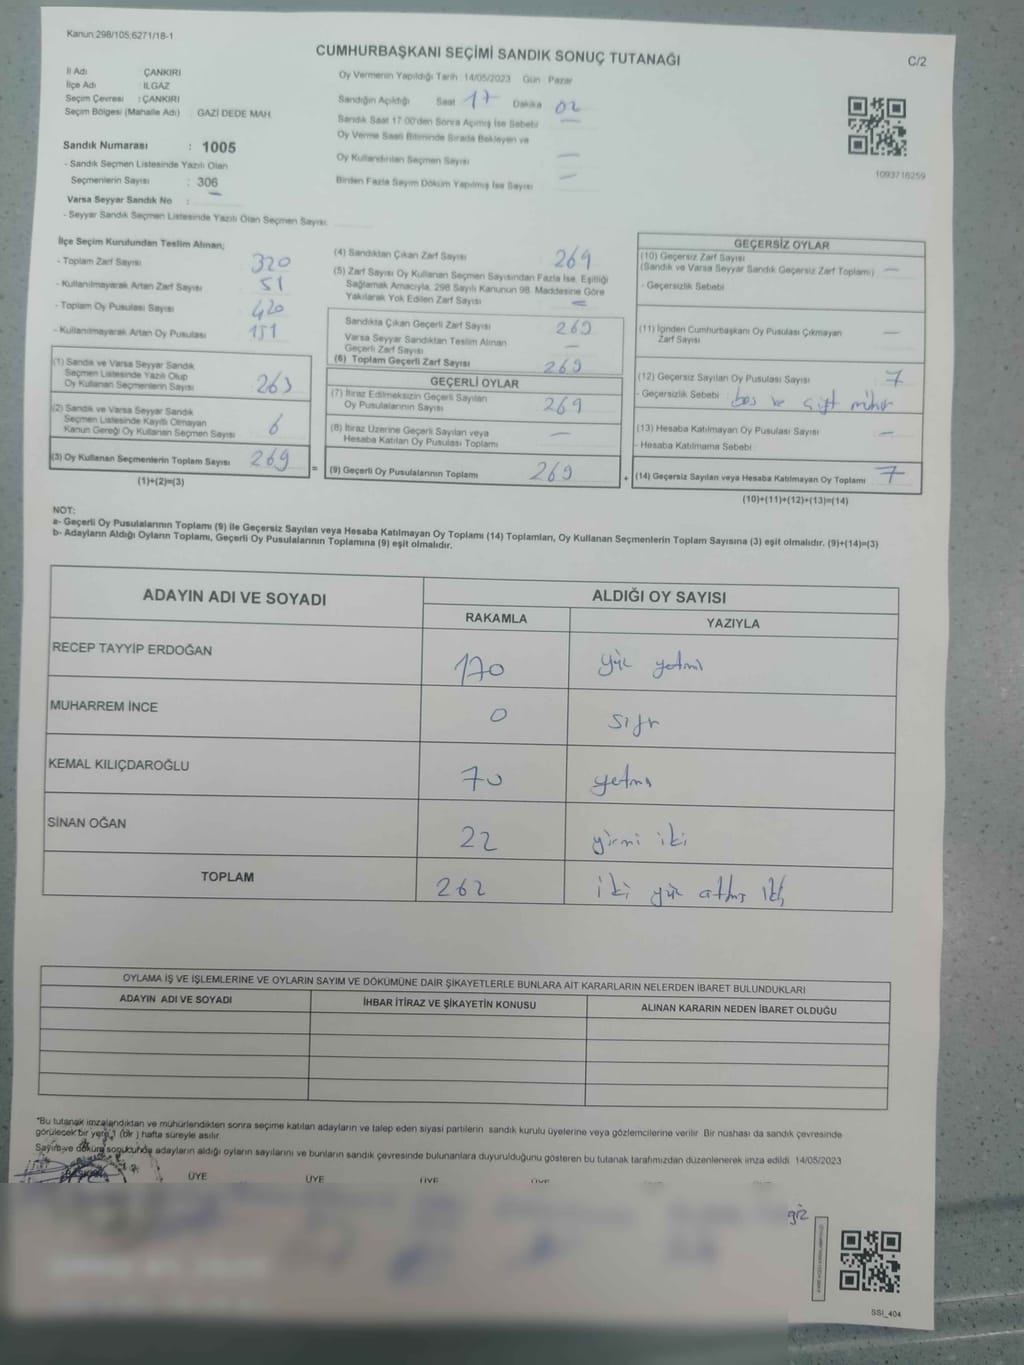 Kanun:298/105;6271/18-1
CUMHURBAŞKANI SEÇİMİ SANDIK SONUÇ TUTANAĞI
C/2
İl Adı : ÇANKIRI
İlçe Adı : ILGAZ
Seçim Çevresi : ÇANKIRI
Seçim Bölgesi (Mahalle Adı) : GAZİ DEDE MAH
Sandık Numarası : 1005
- Sandık Seçmen Listesinde Yazılı Olan
Seçmenlerin Sayısı : 306
Varsa Seyyar Sandık No :
- Seyyar Sandık Seçmen Listesinde Yazılı Olan Seçmen Sayısı:
Oy Vermenin Yapıldığı Tarih : 14/05/2023 Gün : Pazar
Sandığın Açıldığı Saat 17 Dakika 02
Sandık Saat 17:00'den Sonra Açılmış İse Sebebi
Oy Verme Saati Bitiminde Sırada Bekleyen ve
Oy Kullandırılan Seçmen Sayısı
Birden Fazla Sayım Döküm Yapılmış İse Sayısı
1093716259
İlçe Seçim Kurulundan Teslim Alınan;
- Toplam Zarf Sayısı 320
- Kullanılmayarak Artan Zarf Sayısı 51
- Toplam Oy Pusulası Sayısı 420
- Kullanılmayarak Artan Oy Pusulası 151
(1) Sandık ve Varsa Seyyar Sandık
Seçmen Listesinde Yazılı Olup
Oy Kullanan Seçmenlerin Sayısı 263
(2) Sandık ve Varsa Seyyar Sandık
Seçmen Listesinde Kayıtlı Olmayan
Kanun Gereği Oy Kullanan Seçmen Sayısı 6
(3) Oy Kullanan Seçmenlerin Toplam Sayısı 269 =
(1)+(2)=(3)
(4) Sandıktan Çıkan Zarf Sayısı 269
(5) Zarf Sayısı Oy Kullanan Seçmen Sayısından Fazla İse, Eşitliği
Sağlamak Amacıyla, 298 Sayılı Kanunun 98. Maddesine Göre
Yakılarak Yok Edilen Zarf Sayısı
Sandıkta Çıkan Geçerli Zarf Sayısı 269
Varsa Seyyar Sandıktan Teslim Alınan
Geçerli Zarf Sayısı —
(6) Toplam Geçerli Zarf Sayısı 269
GEÇERLİ OYLAR
(7) İtiraz Edilmeksizin Geçerli Sayılan
Oy Pusulalarının Sayısı 269
(8) İtiraz Üzerine Geçerli Sayılan veya
Hesaba Katılan Oy Pusulası Toplamı —
(9) Geçerli Oy Pusulalarının Toplamı 269 +
GEÇERSİZ OYLAR
(10) Geçersiz Zarf Sayısı
(Sandık ve Varsa Seyyar Sandık Geçersiz Zarf Toplamı) —
- Geçersizlik Sebebi
(11) İçinden Cumhurbaşkanı Oy Pusulası Çıkmayan
Zarf Sayısı —
(12) Geçersiz Sayılan Oy Pusulası Sayısı 7
- Geçersizlik Sebebi boş ve çift mühür
(13) Hesaba Katılmayan Oy Pusulası Sayısı —
- Hesaba Katılmama Sebebi
(14) Geçersiz Sayılan veya Hesaba Katılmayan Oy Toplamı 7
(10)+(11)+(12)+(13)=(14)
NOT:
a- Geçerli Oy Pusulalarının Toplamı (9) ile Geçersiz Sayılan veya Hesaba Katılmayan Oy Toplamı (14) Toplamları, Oy Kullanan Seçmenlerin Toplam Sayısına (3) eşit olmalıdır. (9)+(14)=(3)
b- Adayların Aldığı Oyların Toplamı, Geçerli Oy Pusulalarının Toplamına (9) eşit olmalıdır.
ADAYIN ADI VE SOYADI
ALDIĞI OY SAYISI
RAKAMLA YAZIYLA
RECEP TAYYİP ERDOĞAN 170 yüz yetmiş
MUHARREM İNCE 0 sıfır
KEMAL KILIÇDAROĞLU 70 yetmiş
SİNAN OĞAN 22 yirmi iki
TOPLAM 262 iki yüz atmış iki
OYLAMA İŞ VE İŞLEMLERİNE VE OYLARIN SAYIM VE DÖKÜMÜNE DAİR ŞİKAYETLERLE BUNLARA AİT KARARLARIN NELERDEN İBARET BULUNDUKLARI
ADAYIN ADI VE SOYADI İHBAR İTİRAZ VE ŞİKAYETİN KONUSU ALINAN KARARIN NEDEN İBARET OLDUĞU
*Bu tutanak imzalandıktan ve mühürlendikten sonra seçime katılan adayların ve talep eden siyasi partilerin sandık kurulu üyelerine veya gözlemcilerine verilir. Bir nüshası da sandık çevresinde
görülecek bir yere 1 (bir) hafta süreyle asılır.
Sayım ve döküm sonucunda adayların aldığı oyların sayılarını ve bunların sandık çevresinde bulunanlara duyurulduğunu gösteren bu tutanak tarafımızdan düzenlenerek imza edildi. 14/05/2023
ÜYE ÜYE ÜYE ÜYE
SSI_404